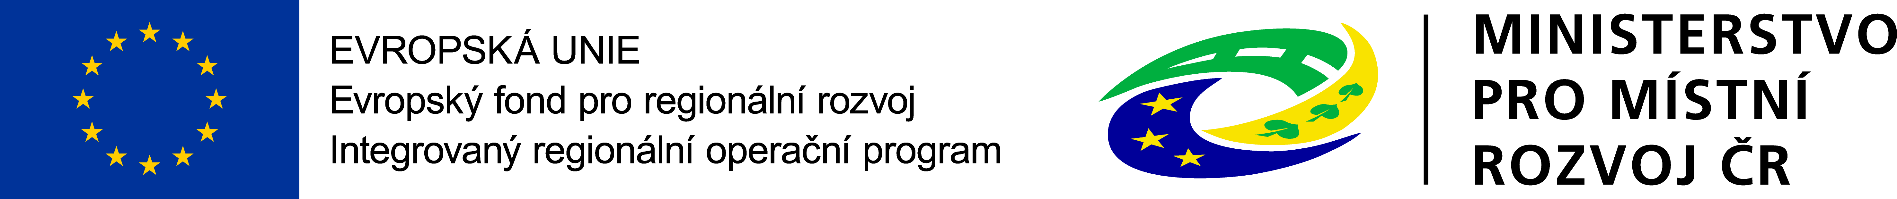 EVROPSKÁ UNIE
Evropský fond pro regionální rozvoj
Integrovaný regionální operační program
MINISTERSTVO
PRO MÍSTNÍ
ROZVOJ ČR